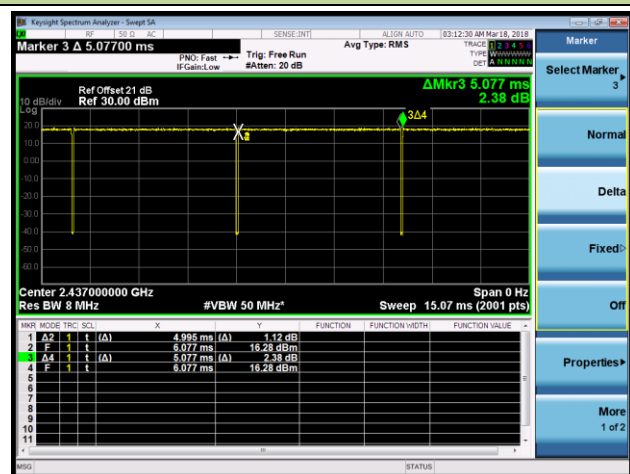 Keysight Spectrum Analyzer - Swept SA
RF 50 Ω AC SENSE:INT ALIGN AUTO 03:12:30 AM Mar 18, 2018
Marker 3 Δ 5.07700 ms
PNO: Fast
IFGain:Low
Trig: Free Run
#Atten: 20 dB
Avg Type: RMS
TRACE 1 2 3 4 5 6
TYPE WWWWWW
DET A N N N N N
Ref Offset 21 dB
10 dB/div Ref 30.00 dBm
Log
ΔMkr3 5.077 ms
2.38 dB
20.0
10.0
0.00
-10.0
-20.0
-30.0
-40.0
-50.0
-60.0
3Δ4
Center 2.437000000 GHz Span 0 Hz
Res BW 8 MHz #VBW 50 MHz* Sweep 15.07 ms (2001 pts)
MKR MODE TRC SCL X Y FUNCTION FUNCTION WIDTH FUNCTION VALUE
1 Δ2 1 t (Δ) 4.995 ms (Δ) 1.12 dB
2 F 1 t 6.077 ms 16.28 dBm
3 Δ4 1 t (Δ) 5.077 ms (Δ) 2.38 dB
4 F 1 t 6.077 ms 16.28 dBm
5
6
7
8
9
10
11
MSG STATUS
Marker
Select Marker
3
Normal
Delta
Fixed
Off
Properties
More
1 of 2